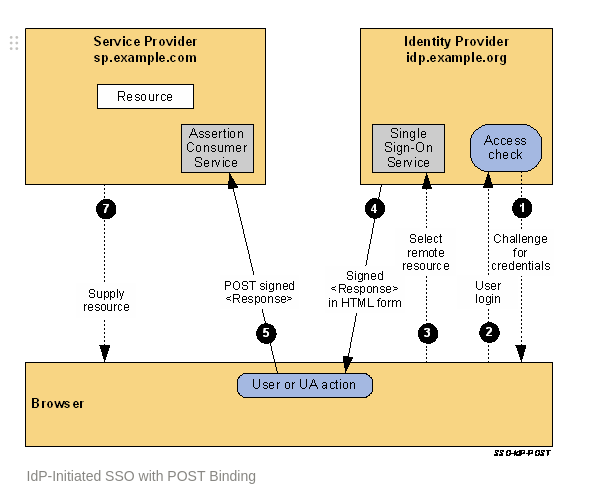 Service Provider
sp.example.com
Identity Provider
idp.example.org
Resource
Assertion
Consumer
Service
Single
Sign-On
Service
Access
check
7
4
1
Select
remote
resource
Challenge
for
credentials
Supply
resource
POST signed
<Response>
Signed
<Response>
in HTML form
User
login
5
3
2
User or UA action
Browser
SSO-IdP-POST
IdP-Initiated SSO with POST Binding